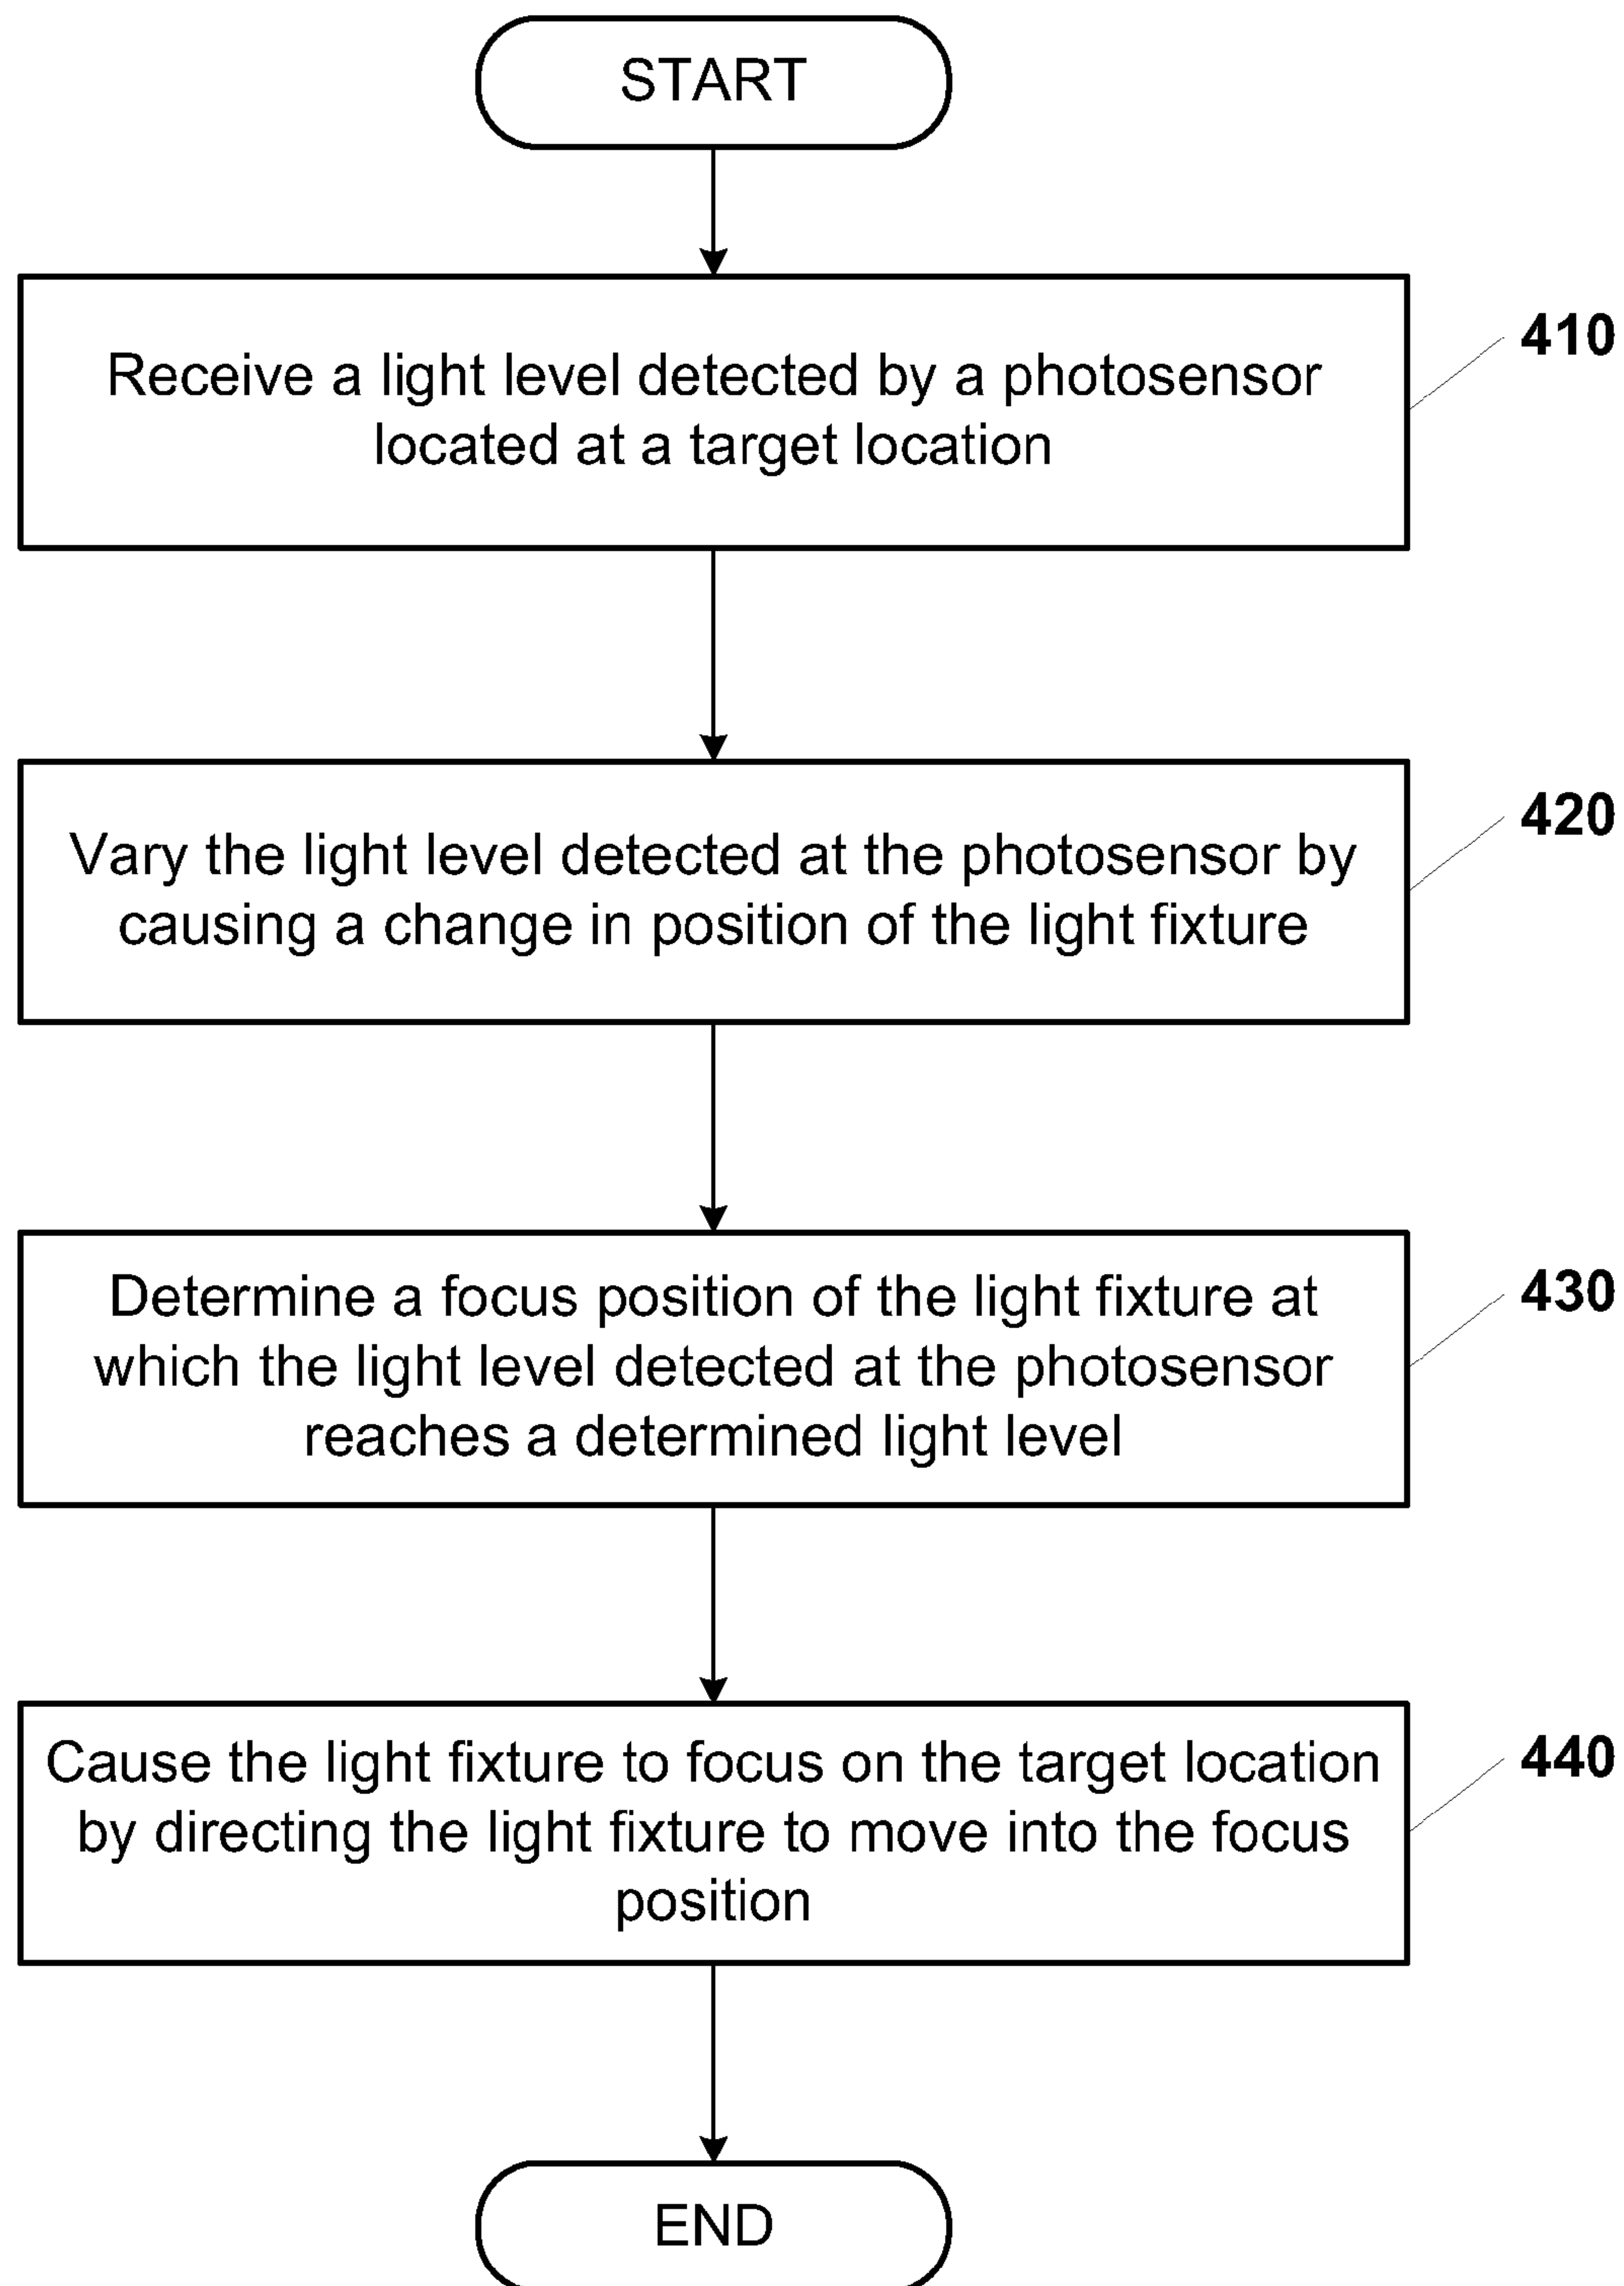 START
Receive a light level detected by a photosensor
located at a target location
410
Vary the light level detected at the photosensor by
causing a change in position of the light fixture
420
Determine a focus position of the light fixture at
which the light level detected at the photosensor
reaches a determined light level
430
Cause the light fixture to focus on the target location
by directing the light fixture to move into the focus
position
440
END